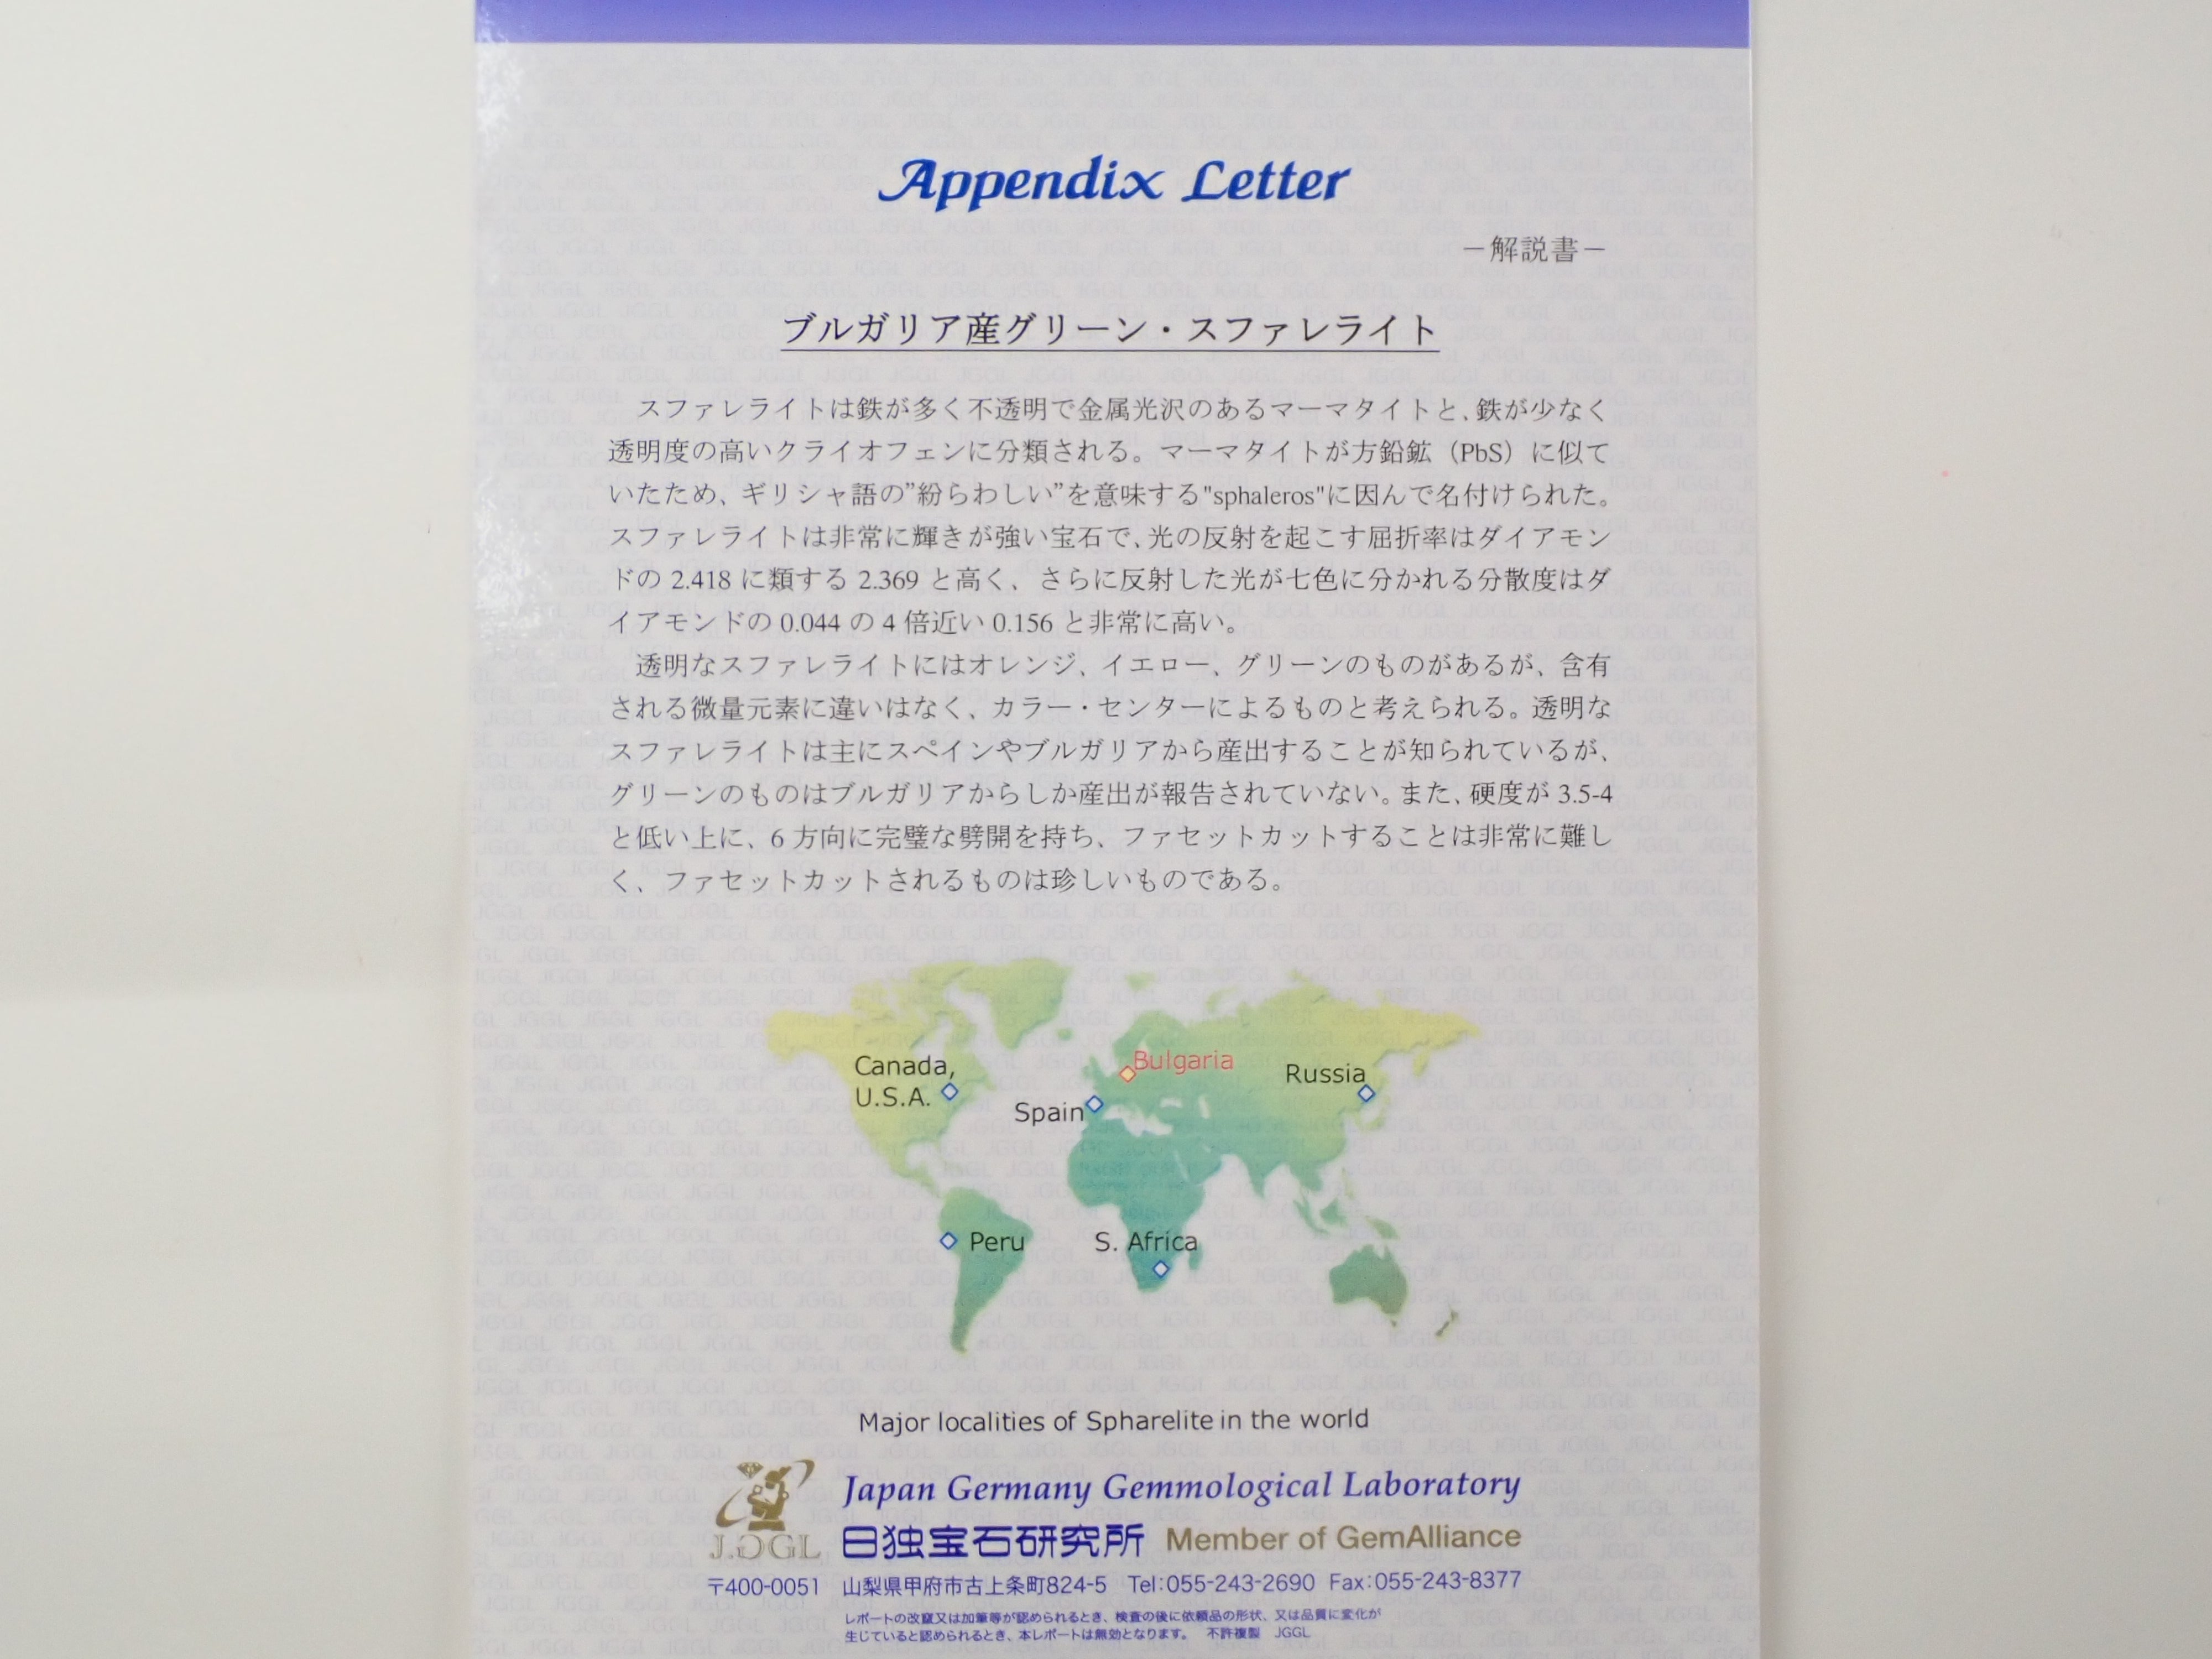 Appendix Letter
－解説書－
ブルガリア産グリーン・スファレライト
スファレライトは鉄が多く不透明で金属光沢のあるマーマタイトと、鉄が少なく
透明度の高いクライオフェンに分類される。マーマタイトが方鉛鉱（PbS）に似て
いたため、ギリシャ語の”紛らわしい”を意味する"sphaleros"に因んで名付けられた。
スファレライトは非常に輝きが強い宝石で、光の反射を起こす屈折率はダイアモン
ドの 2.418 に類する 2.369 と高く、さらに反射した光が七色に分かれる分散度はダ
イアモンドの 0.044 の 4 倍近い 0.156 と非常に高い。
透明なスファレライトにはオレンジ、イエロー、グリーンのものがあるが、含有
される微量元素に違いはなく、カラー・センターによるものと考えられる。透明な
スファレライトは主にスペインやブルガリアから産出することが知られているが、
グリーンのものはブルガリアからしか産出が報告されていない。また、硬度が 3.5-4
と低い上に、6 方向に完璧な劈開を持ち、ファセットカットすることは非常に難し
く、ファセットカットされるものは珍しいものである。
Canada,
U.S.A.
Bulgaria
Russia
Spain
Peru
S. Africa
Major localities of Spharelite in the world
Japan Germany Gemmological Laboratory
J.GGL
日独宝石研究所 Member of GemAlliance
〒400-0051 山梨県甲府市古上条町824-5 Tel:055-243-2690 Fax:055-243-8377
レポートの改竄又は加筆等が認められるとき、検査の後に依頼品の形状、又は品質に変化が
生じていると認められるとき、本レポートは無効となります。 不許複製 JGGL